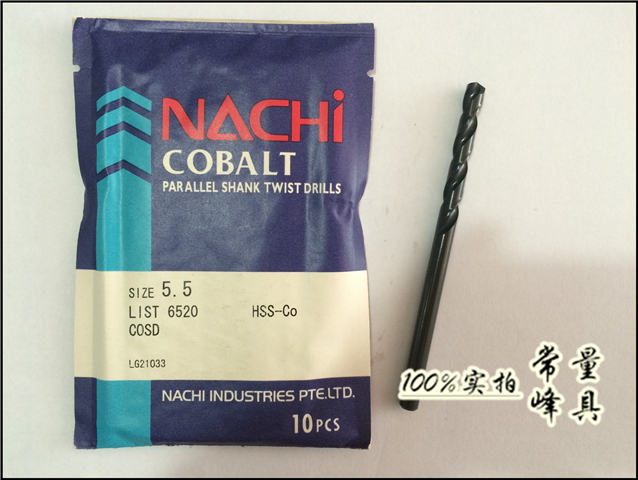 NACHi
COBALT
PARALLEL SHANK TWIST DRILLS
SIZE 5.5
LIST 6520 HSS-Co
COSD
LG21033
NACHI INDUSTRIES PTE.LTD.
10PCS
100%实拍
常量
峰具